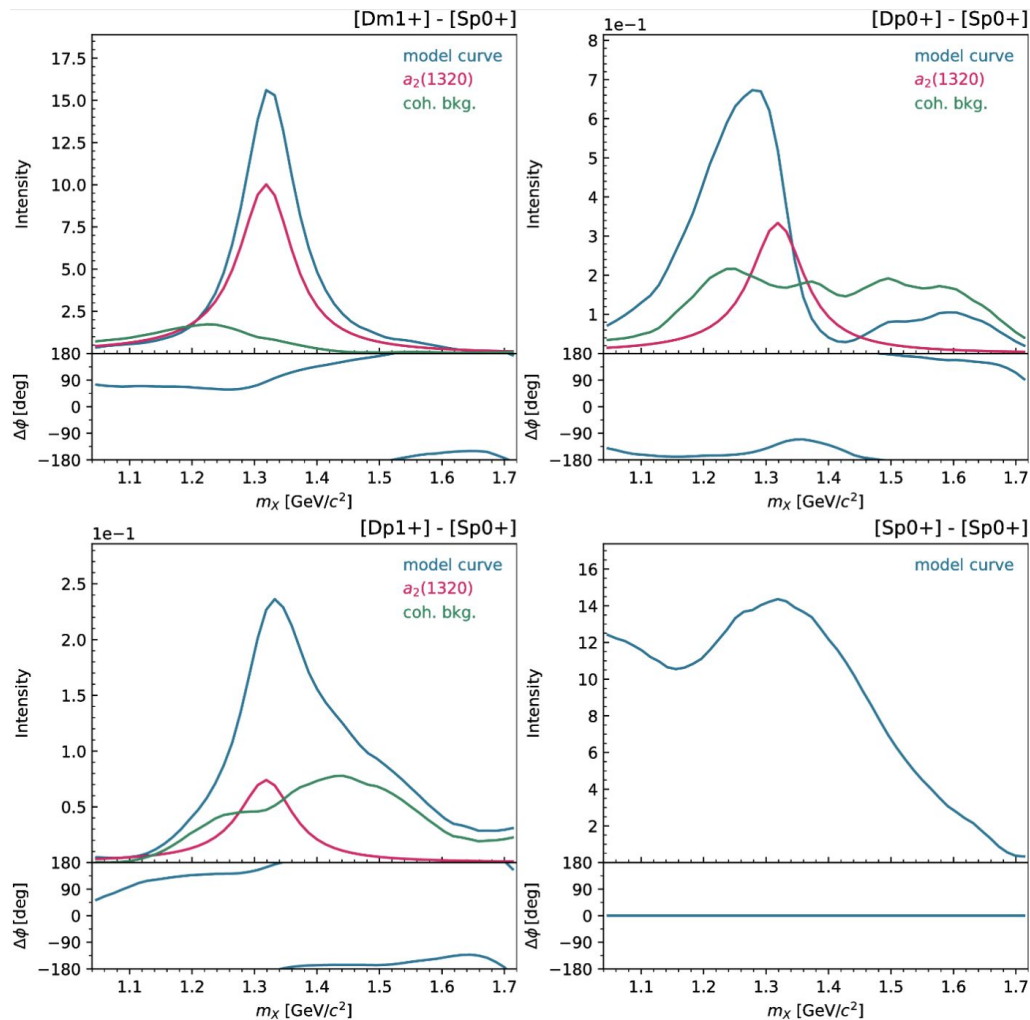 [Dm1+] - [Sp0+]
model curve
a₂(1320)
coh. bkg.
Intensity
17.5
15.0
12.5
10.0
7.5
5.0
2.5
Δϕ [deg]
180
90
0
−90
−180
1.1 1.2 1.3 1.4 1.5 1.6 1.7
m_X [GeV/c²]
1e−1
[Dp0+] - [Sp0+]
model curve
a₂(1320)
coh. bkg.
Intensity
8
7
6
5
4
3
2
1
Δϕ [deg]
180
90
0
−90
−180
1.1 1.2 1.3 1.4 1.5 1.6 1.7
m_X [GeV/c²]
1e−1
[Dp1+] - [Sp0+]
model curve
a₂(1320)
coh. bkg.
Intensity
2.5
2.0
1.5
1.0
0.5
Δϕ [deg]
180
90
0
−90
−180
1.1 1.2 1.3 1.4 1.5 1.6 1.7
m_X [GeV/c²]
[Sp0+] - [Sp0+]
model curve
Intensity
16
14
12
10
8
6
4
2
Δϕ [deg]
180
90
0
−90
−180
1.1 1.2 1.3 1.4 1.5 1.6 1.7
m_X [GeV/c²]